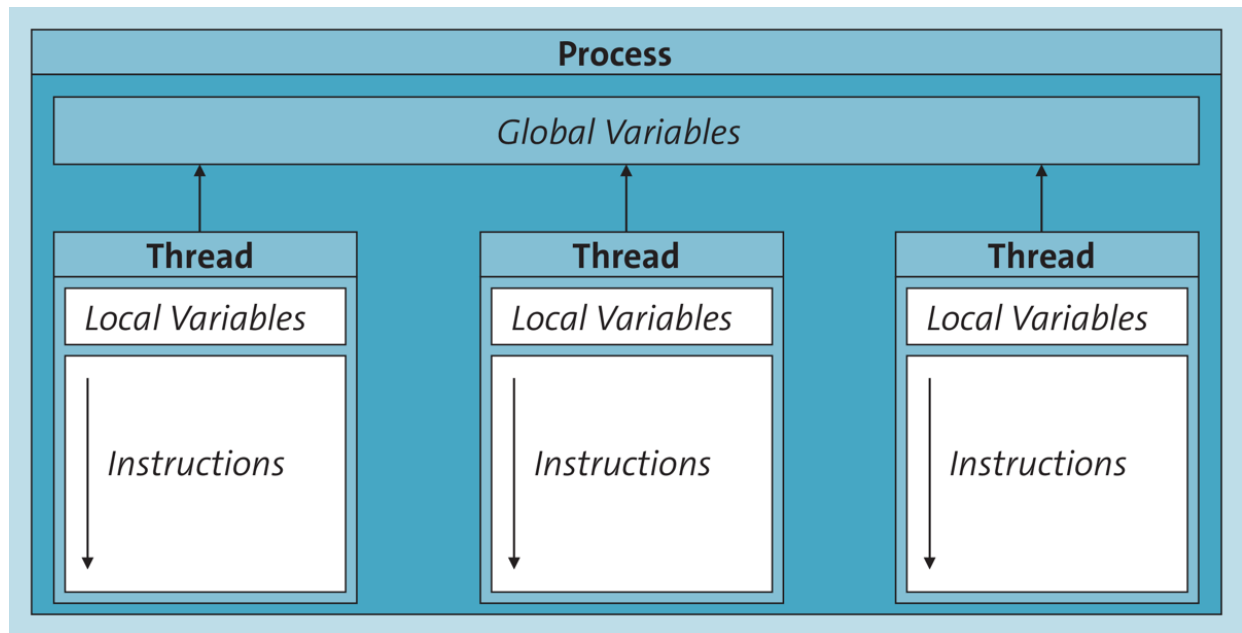 Process
Global Variables
Thread
Local Variables
Instructions
Thread
Local Variables
Instructions
Thread
Local Variables
Instructions